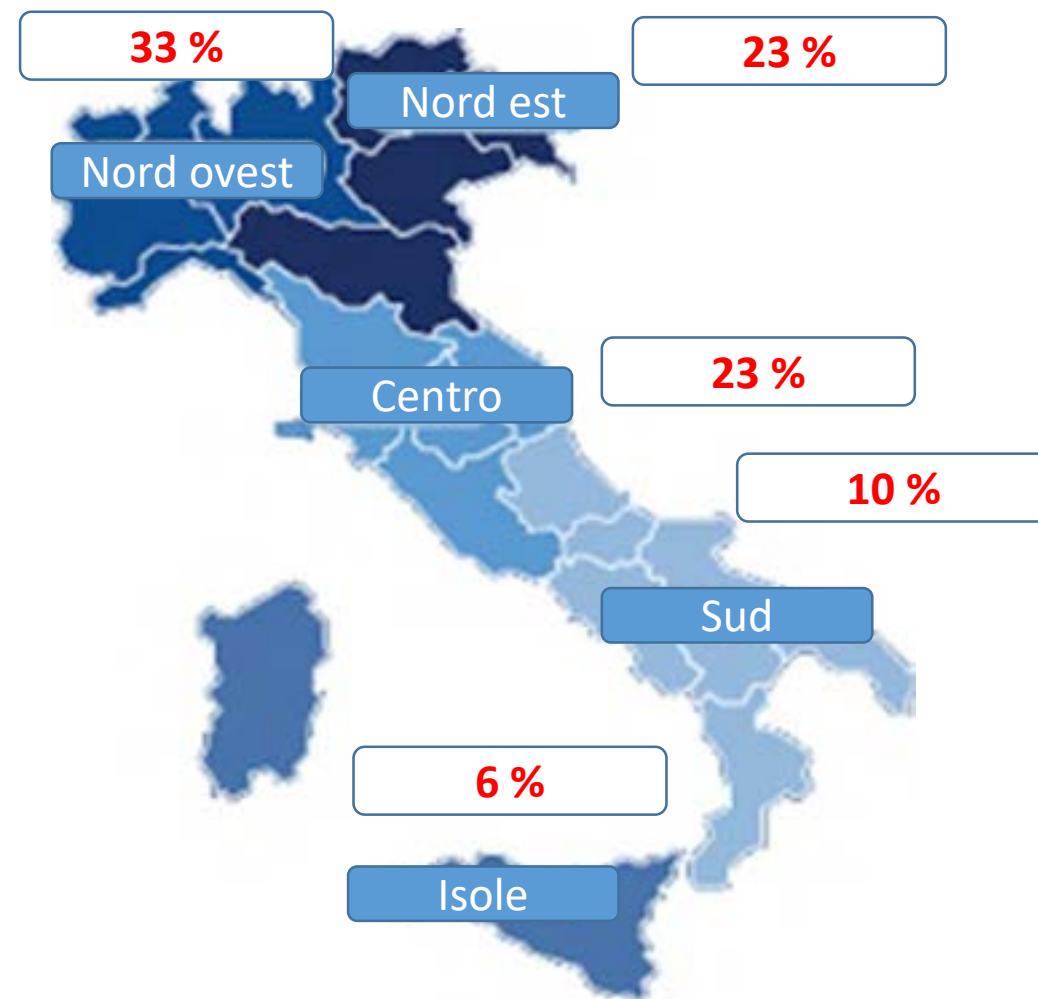 33 %
23 %
Nord est
Nord ovest
23 %
Centro
10 %
Sud
6 %
Isole